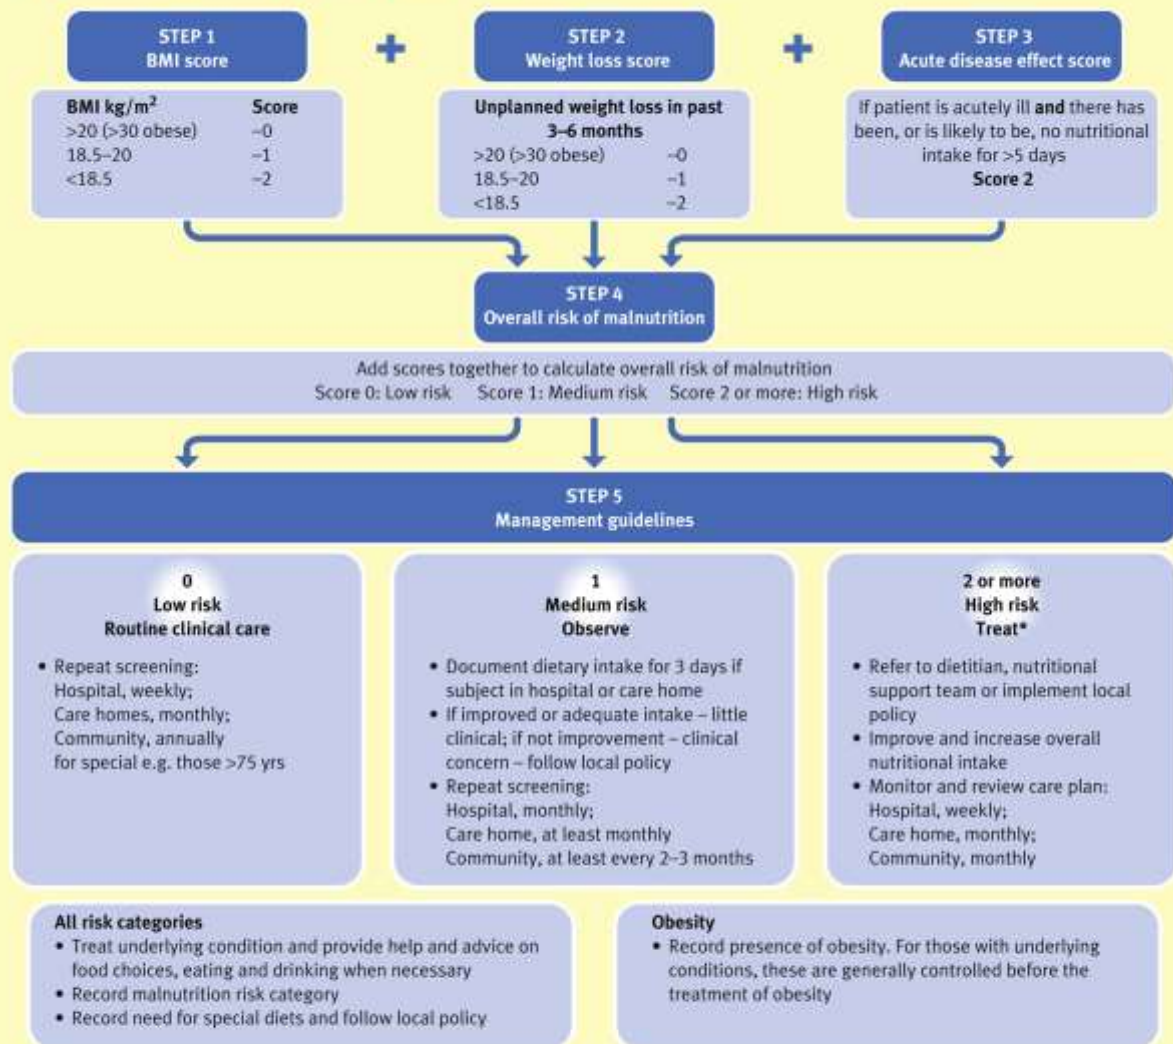 STEP 1
BMI score
+
STEP 2
Weight loss score
+
STEP 3
Acute disease effect score
BMI kg/m² Score
>20 (>30 obese) –0
18.5–20 –1
<18.5 –2
Unplanned weight loss in past
3–6 months
>20 (>30 obese) –0
18.5–20 –1
<18.5 –2
If patient is acutely ill and there has
been, or is likely to be, no nutritional
intake for >5 days
Score 2
STEP 4
Overall risk of malnutrition
Add scores together to calculate overall risk of malnutrition
Score 0: Low risk Score 1: Medium risk Score 2 or more: High risk
STEP 5
Management guidelines
0
Low risk
Routine clinical care
• Repeat screening:
Hospital, weekly;
Care homes, monthly;
Community, annually
for special e.g. those >75 yrs
1
Medium risk
Observe
• Document dietary intake for 3 days if
subject in hospital or care home
• If improved or adequate intake – little
clinical; if not improvement – clinical
concern – follow local policy
• Repeat screening:
Hospital, monthly;
Care home, at least monthly
Community, at least every 2–3 months
2 or more
High risk
Treat*
• Refer to dietitian, nutritional
support team or implement local
policy
• Improve and increase overall
nutritional intake
• Monitor and review care plan:
Hospital, weekly;
Care home, monthly;
Community, monthly
All risk categories
• Treat underlying condition and provide help and advice on
food choices, eating and drinking when necessary
• Record malnutrition risk category
• Record need for special diets and follow local policy
Obesity
• Record presence of obesity. For those with underlying
conditions, these are generally controlled before the
treatment of obesity